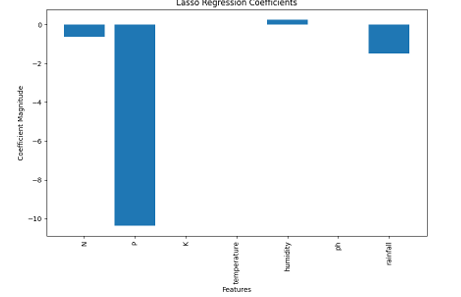 Lasso Regression Coefficients
0
−2
−4
−6
−8
−10
Coefficient Magnitude
N
P
K
temperature
humidity
ph
rainfall
Features